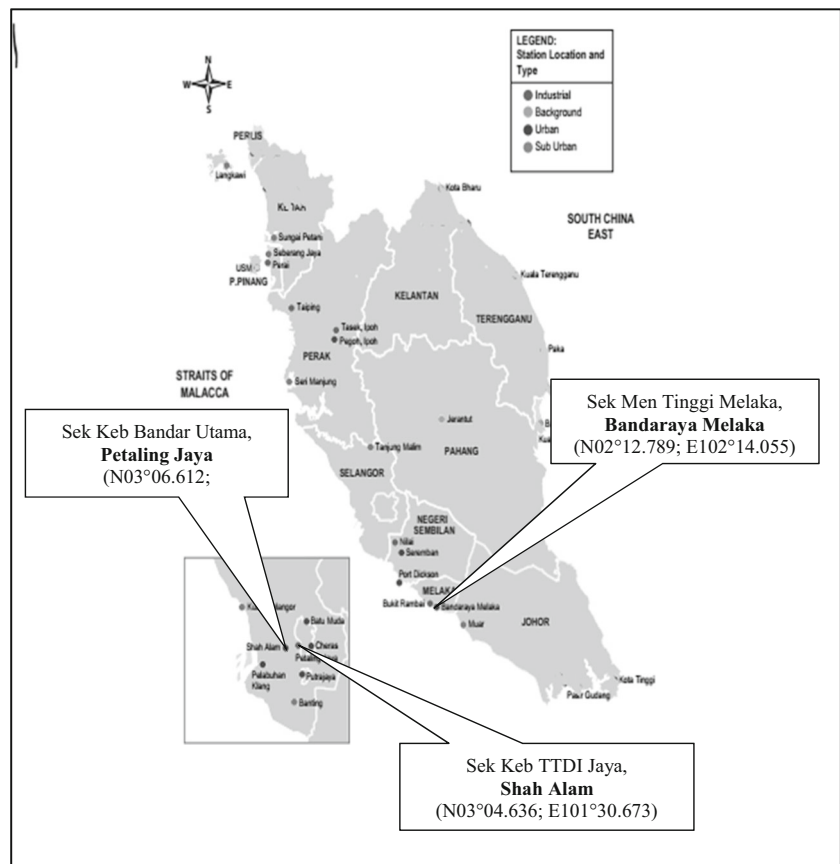 LEGEND:
Station Location and
Type
Industrial
Background
Urban
Sub Urban
N
W E
S
PERLIS
Langkawi
Kota Bharu
SOUTH CHINA
EAST
Sungai Petani
Seberang Jaya
USM
Perai
P.PINANG
Kuala Terengganu
KELANTAN
TERENGGANU
Taiping
Tasek, Ipoh
Pegoh, Ipoh
PERAK
Paka
STRAITS OF
MALACCA
Seri Manjung
Jerantut
Sek Men Tinggi Melaka,
Bandaraya Melaka
(N02°12.789; E102°14.055)
Sek Keb Bandar Utama,
Petaling Jaya
(N03°06.612;
Tanjung Malim
PAHANG
SELANGOR
NEGERI
SEMBILAN
Nilai
Seremban
Port Dickson
MELAKA
Bukit Rambai
Bandaraya Melaka
Muar
JOHOR
Batu Muda
Shah Alam
Cheras
Petaling Jaya
Pelabuhan
Klang
Putrajaya
Banting
Kota Tinggi
Pasir Gudang
Sek Keb TTDI Jaya,
Shah Alam
(N03°04.636; E101°30.673)